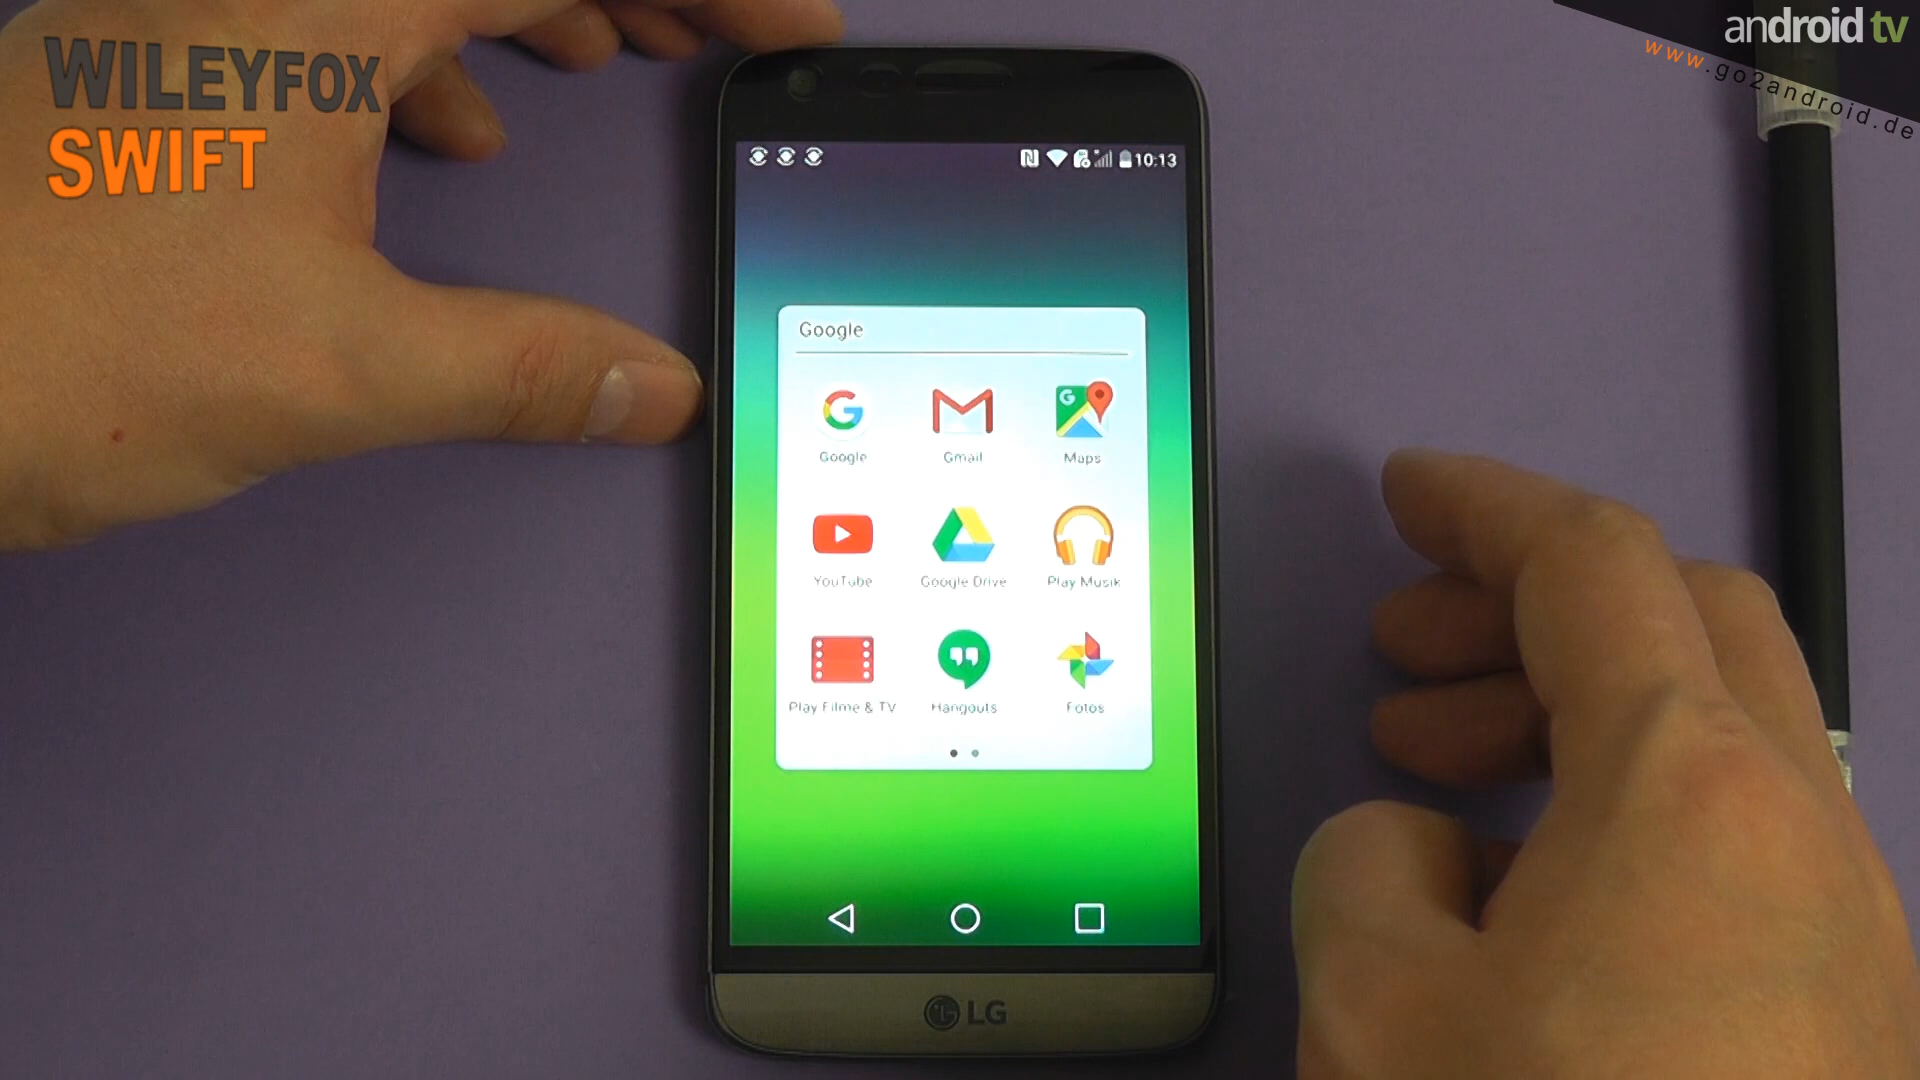 WILEYFOX
SWIFT
android tv
www.go2android.de
10:13
Google
Google
Gmail
Maps
YouTube
Google Drive
Play Musik
Play Filme & TV
Hangouts
Fotos
LG